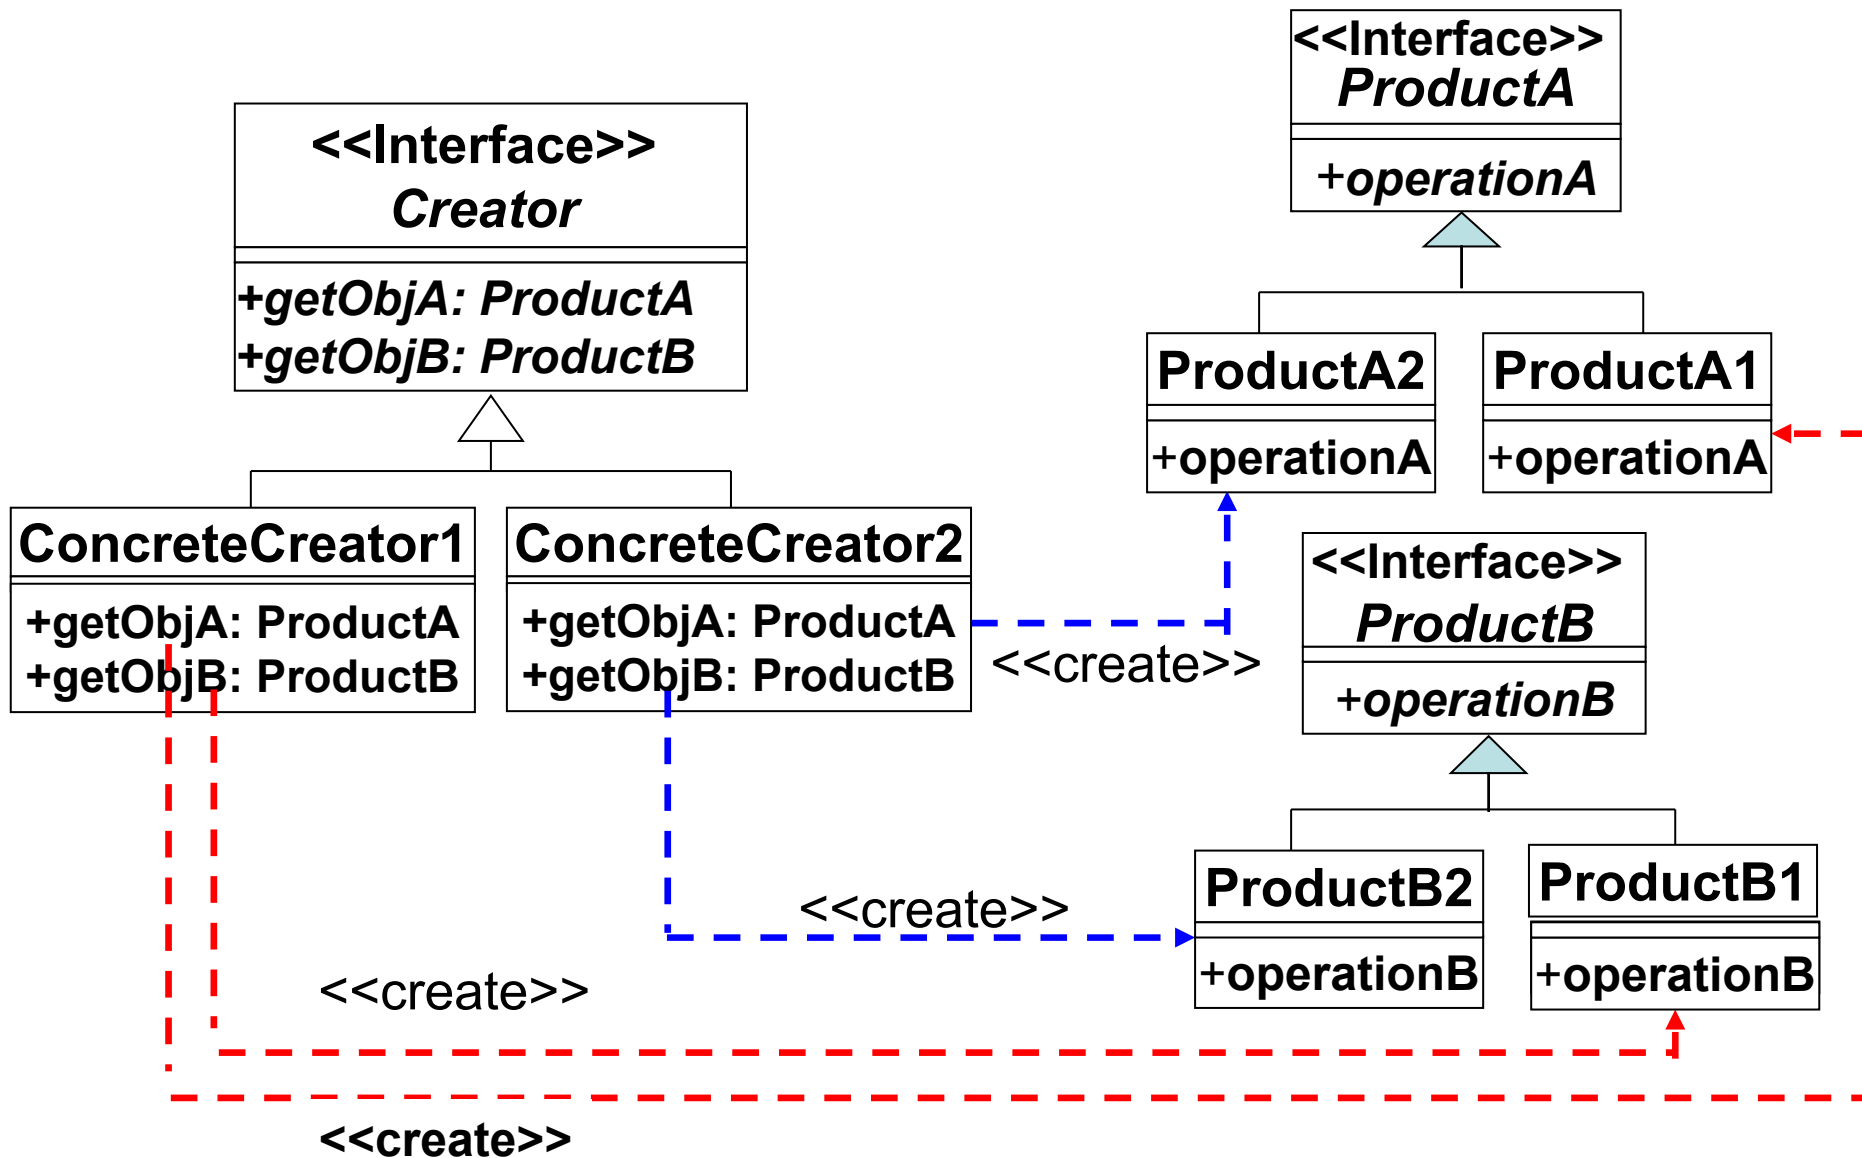 <<Interface>>
Creator
+getObjA: ProductA
+getObjB: ProductB
ConcreteCreator1
+getObjA: ProductA
+getObjB: ProductB
ConcreteCreator2
+getObjA: ProductA
+getObjB: ProductB
<<Interface>>
ProductA
+operationA
ProductA2
+operationA
ProductA1
+operationA
<<create>>
<<Interface>>
ProductB
+operationB
ProductB2
+operationB
ProductB1
+operationB
<<create>>
<<create>>
<<create>>